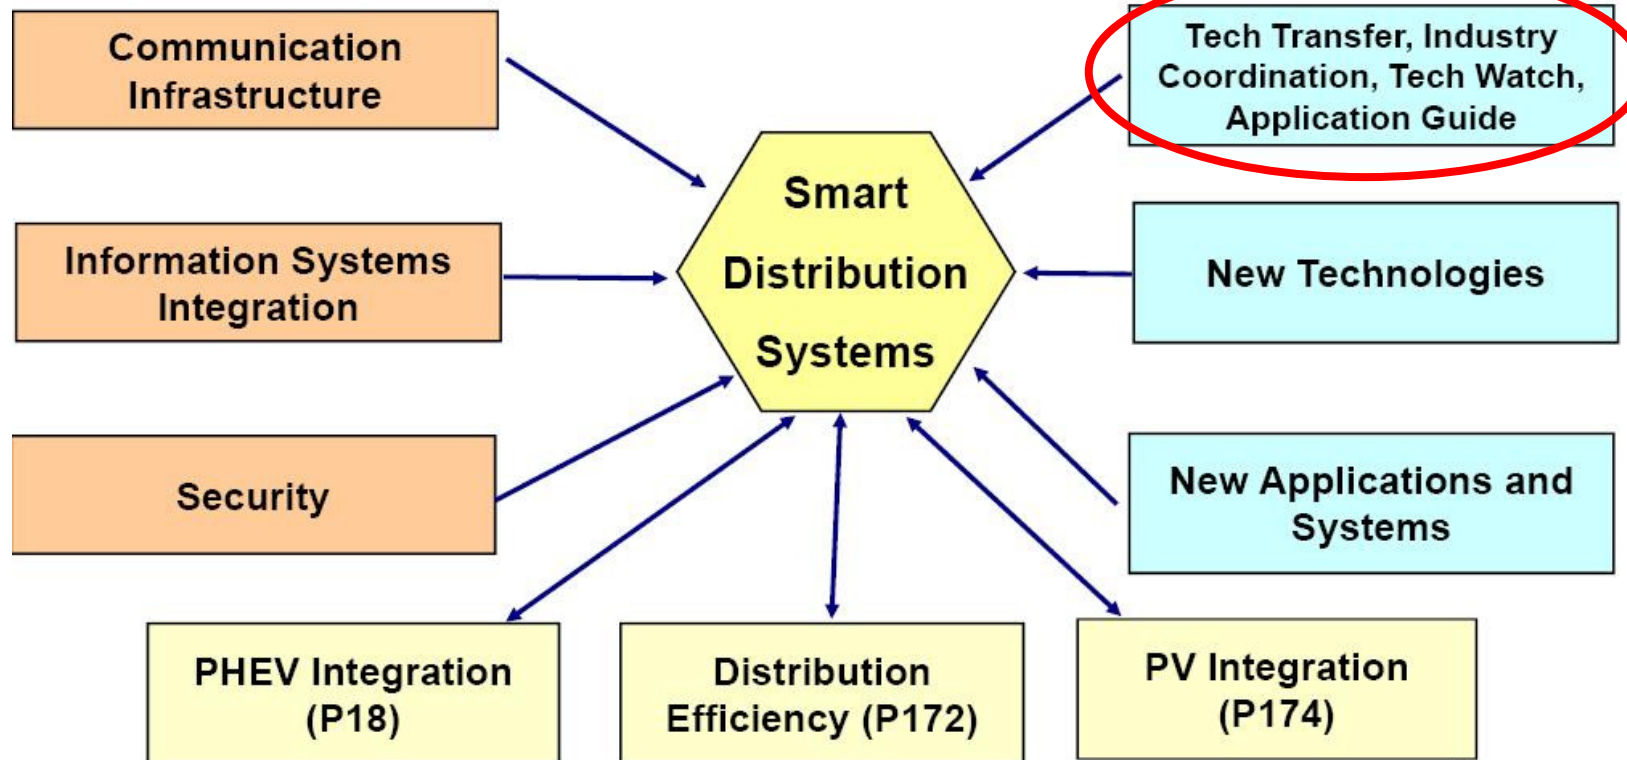 Communication
Infrastructure
Tech Transfer, Industry
Coordination, Tech Watch,
Application Guide
Smart
Distribution
Systems
Information Systems
Integration
New Technologies
Security
New Applications and
Systems
PHEV Integration
(P18)
Distribution
Efficiency (P172)
PV Integration
(P174)